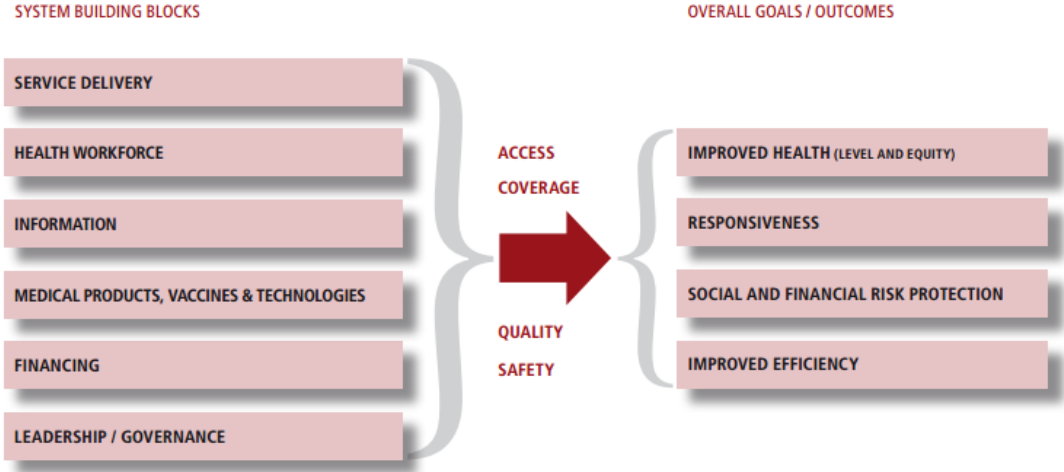 SYSTEM BUILDING BLOCKS
SERVICE DELIVERY
HEALTH WORKFORCE
INFORMATION
MEDICAL PRODUCTS, VACCINES & TECHNOLOGIES
FINANCING
LEADERSHIP / GOVERNANCE
ACCESS
COVERAGE
QUALITY
SAFETY
OVERALL GOALS / OUTCOMES
IMPROVED HEALTH (LEVEL AND EQUITY)
RESPONSIVENESS
SOCIAL AND FINANCIAL RISK PROTECTION
IMPROVED EFFICIENCY